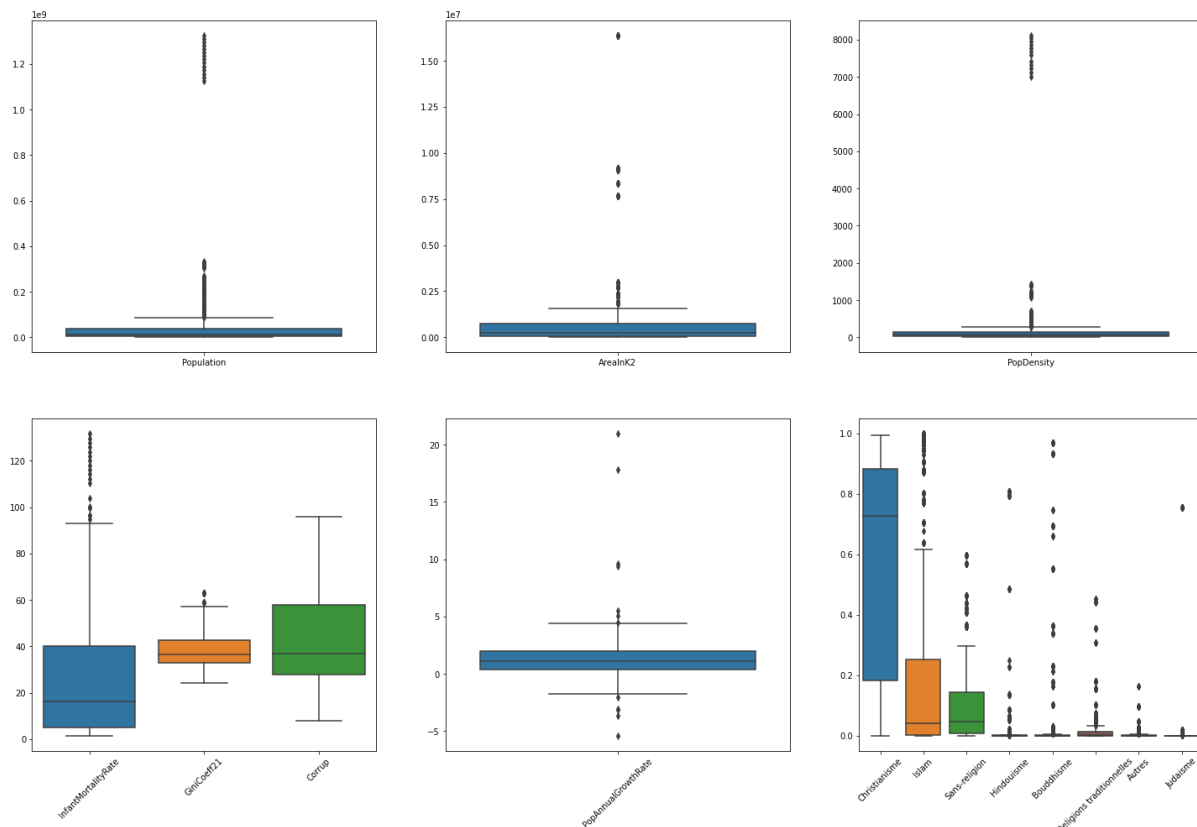 1e9
1.2
1.0
0.8
0.6
0.4
0.2
0.0
Population
1e7
1.50
1.25
1.00
0.75
0.50
0.25
0.00
AreaInK2
8000
7000
6000
5000
4000
3000
2000
1000
0
PopDensity
120
100
80
60
40
20
0
InfantMortalityRate
GiniCoeff21
Corrup
20
15
10
5
0
−5
PopAnnualGrowthRate
1.0
0.8
0.6
0.4
0.2
0.0
Christianisme
Islam
Sans-religion
Hindouisme
Bouddhisme
Religions traditionnelles
Autres
Judaisme